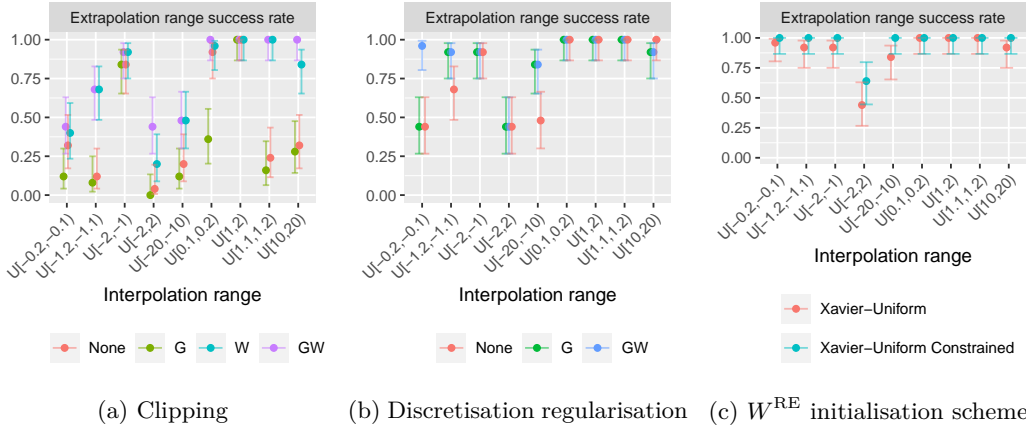 Extrapolation range success rate
1.00
0.75
0.50
0.25
0.00
U[−0.2,−0.1)
U[−1.2,−1.1)
U[−2,−1)
U[−2,2)
U[−20,−10)
U[0.1,0.2)
U[1,2)
U[1.1,1.2)
U[10,20)
Interpolation range
None G W GW
(a) Clipping
Extrapolation range success rate
1.00
0.75
0.50
0.25
0.00
U[−0.2,−0.1)
U[−1.2,−1.1)
U[−2,−1)
U[−2,2)
U[−20,−10)
U[0.1,0.2)
U[1,2)
U[1.1,1.2)
U[10,20)
Interpolation range
None G GW
(b) Discretisation regularisation
Extrapolation range success rate
1.00
0.75
0.50
0.25
0.00
U[−0.2,−0.1)
U[−1.2,−1.1)
U[−2,−1)
U[−2,2)
U[−20,−10)
U[0.1,0.2)
U[1,2)
U[1.1,1.2)
U[10,20)
Interpolation range
Xavier−Uniform
Xavier−Uniform Constrained
(c) W^RE initialisation scheme